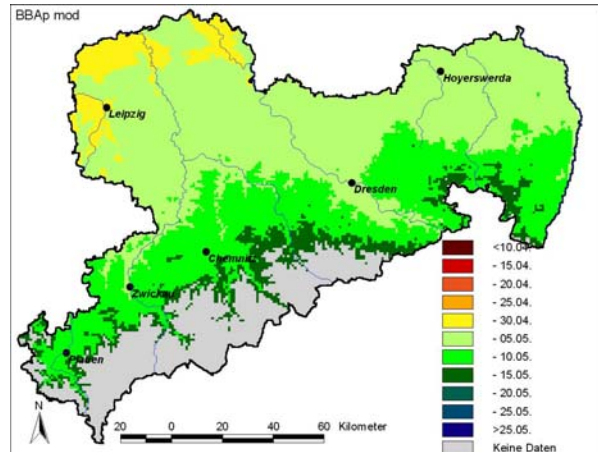 BBAp mod
Hoyerswerda
Leipzig
Dresden
Chemnitz
Zwickau
Plauen
<10.04.
- 15.04.
- 20.04.
- 25.04.
- 30.04.
- 05.05.
- 10.05.
- 15.05.
- 20.05.
- 25.05.
>25.05.
Keine Daten
N
20 0 20 40 60 Kilometer